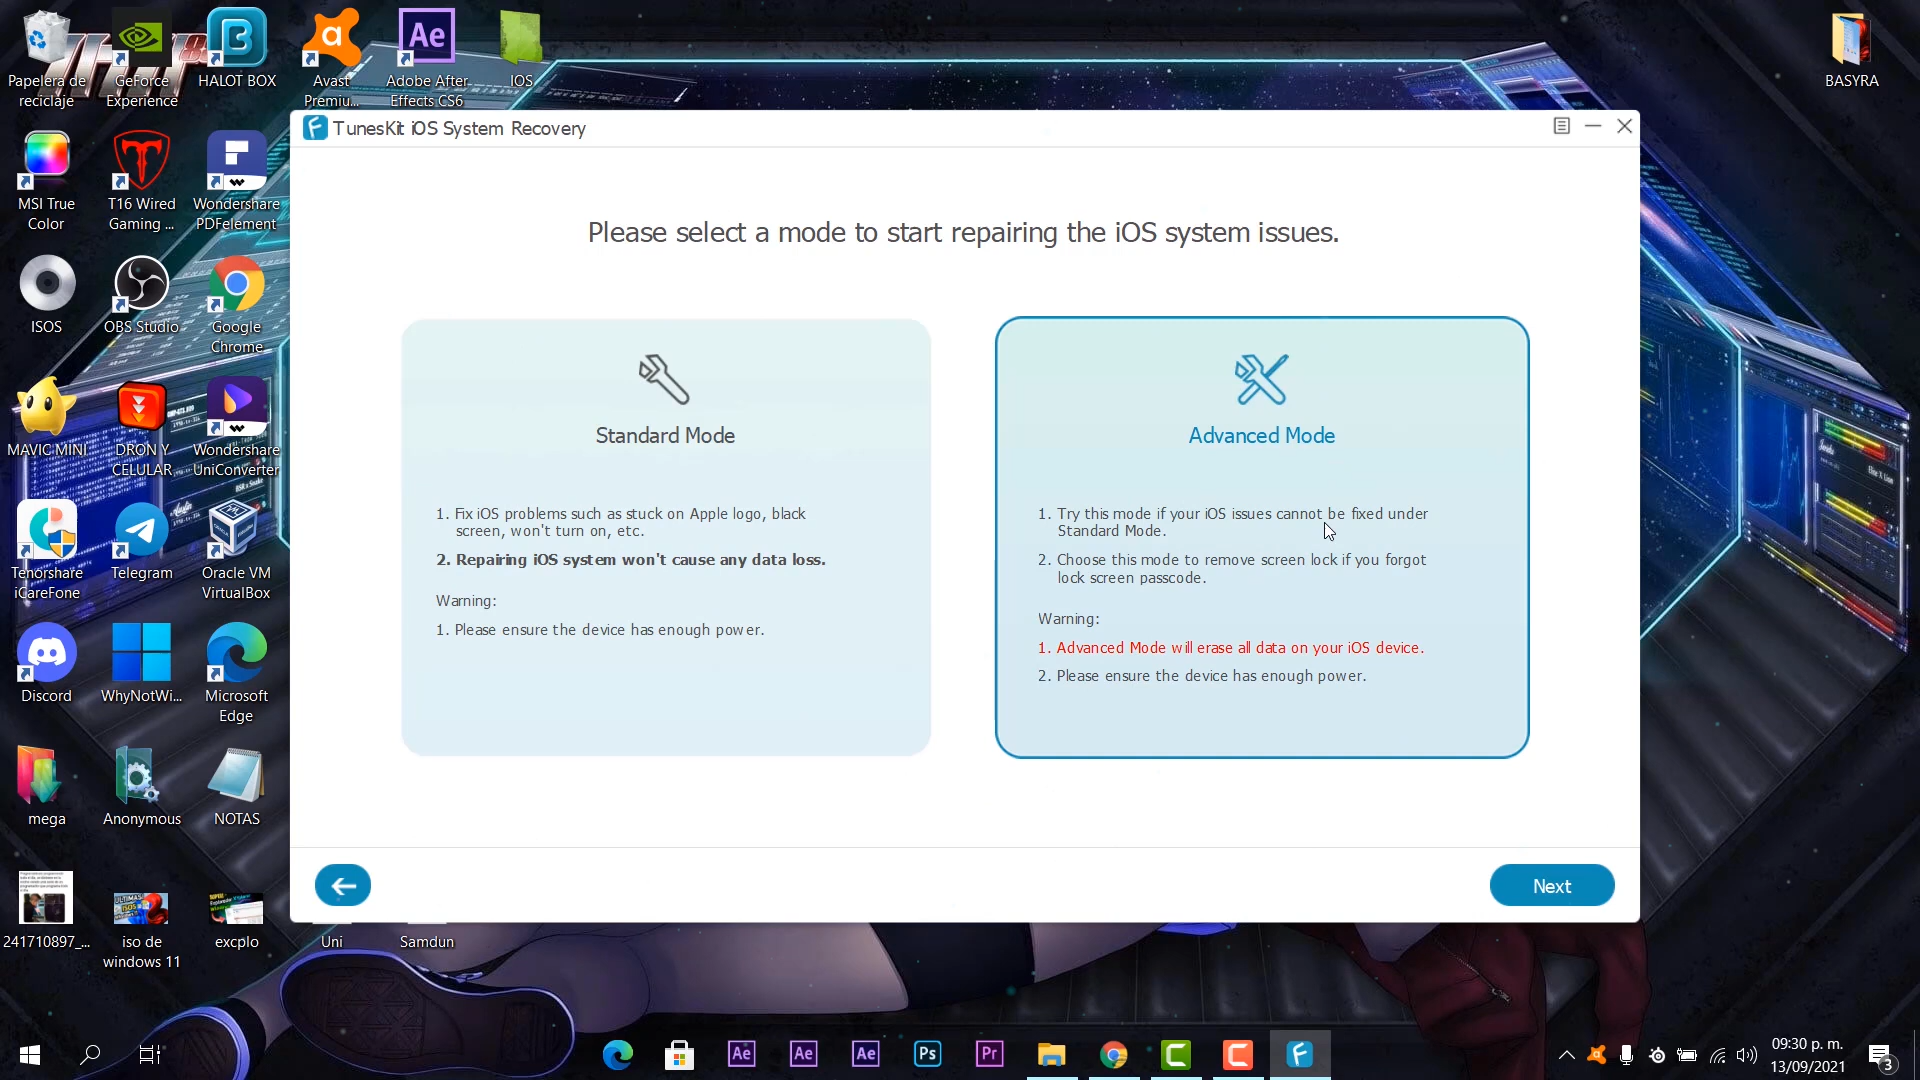 Papelera de
reciclaje
GeForce
Experience
HALOT BOX
Avast
Premiu...
Adobe After
Effects CS6
IOS
BASYRA
TunesKit iOS System Recovery
MSI True
Color
T16 Wired
Gaming ...
Wondershare
PDFelement
Please select a mode to start repairing the iOS system issues.
ISOS
OBS Studio
Google
Chrome
Standard Mode
1. Fix iOS problems such as stuck on Apple logo, black
screen, won't turn on, etc.
2. Repairing iOS system won't cause any data loss.
Warning:
1. Please ensure the device has enough power.
Advanced Mode
1. Try this mode if your iOS issues cannot be fixed under
Standard Mode.
2. Choose this mode to remove screen lock if you forgot
lock screen passcode.
Warning:
1. Advanced Mode will erase all data on your iOS device.
2. Please ensure the device has enough power.
MAVIC MINI
DRON Y
CELULAR
Wondershare
UniConverter
Tenorshare
iCareFone
Telegram
Oracle VM
VirtualBox
Discord
WhyNotWi...
Microsoft
Edge
mega
Anonymous
NOTAS
Next
241710897_...
iso de
windows 11
excplo
Uni
Samdun
Ae
Ae
Ae
Ae
Ps
Pr
09:30 p. m.
13/09/2021
3